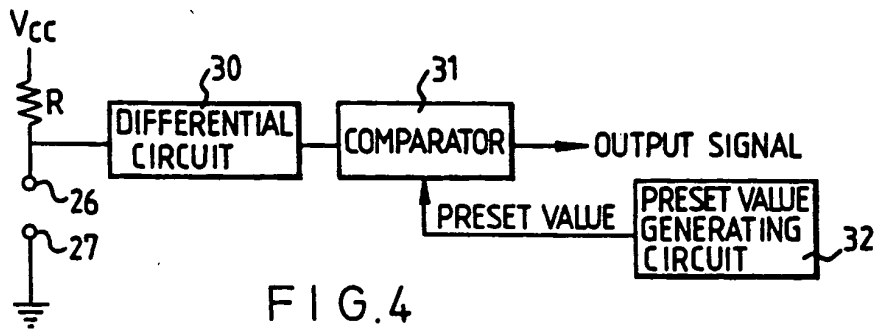 VCC
R
30
DIFFERENTIAL
CIRCUIT
31
COMPARATOR
OUTPUT SIGNAL
26
27
PRESET VALUE
PRESET VALUE
GENERATING
CIRCUIT
32
FIG.4